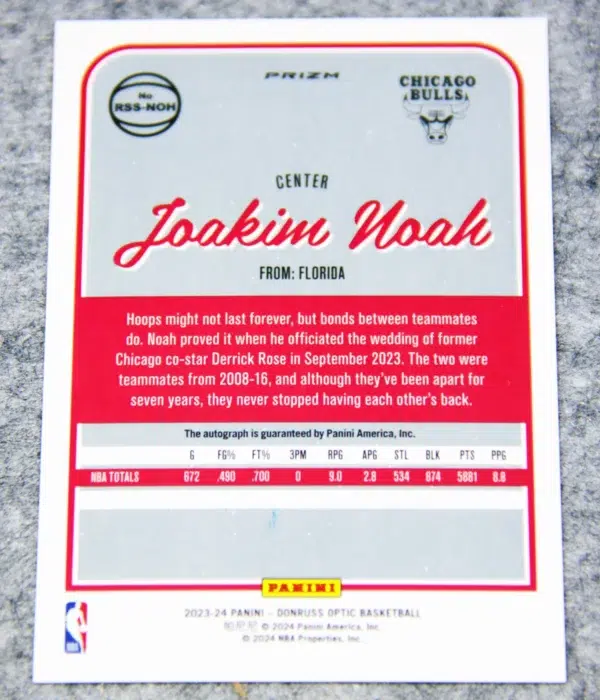 No
RSS-NOH
PRIZM
CHICAGO
BULLS
CENTER
Joakim Noah
FROM: FLORIDA
Hoops might not last forever, but bonds between teammates
do. Noah proved it when he officiated the wedding of former
Chicago co-star Derrick Rose in September 2023. The two were
teammates from 2008-16, and although they've been apart for
seven years, they never stopped having each other's back.
The autograph is guaranteed by Panini America, Inc.
G FG% FT% 3PM RPG APG STL BLK PTS PPG
NBA TOTALS 672 .490 .700 0 9.0 2.8 534 874 5881 8.8
PANINI
2023-24 PANINI - DONRUSS OPTIC BASKETBALL
© 2024 Panini America, Inc.
© 2024 NBA Properties, Inc.